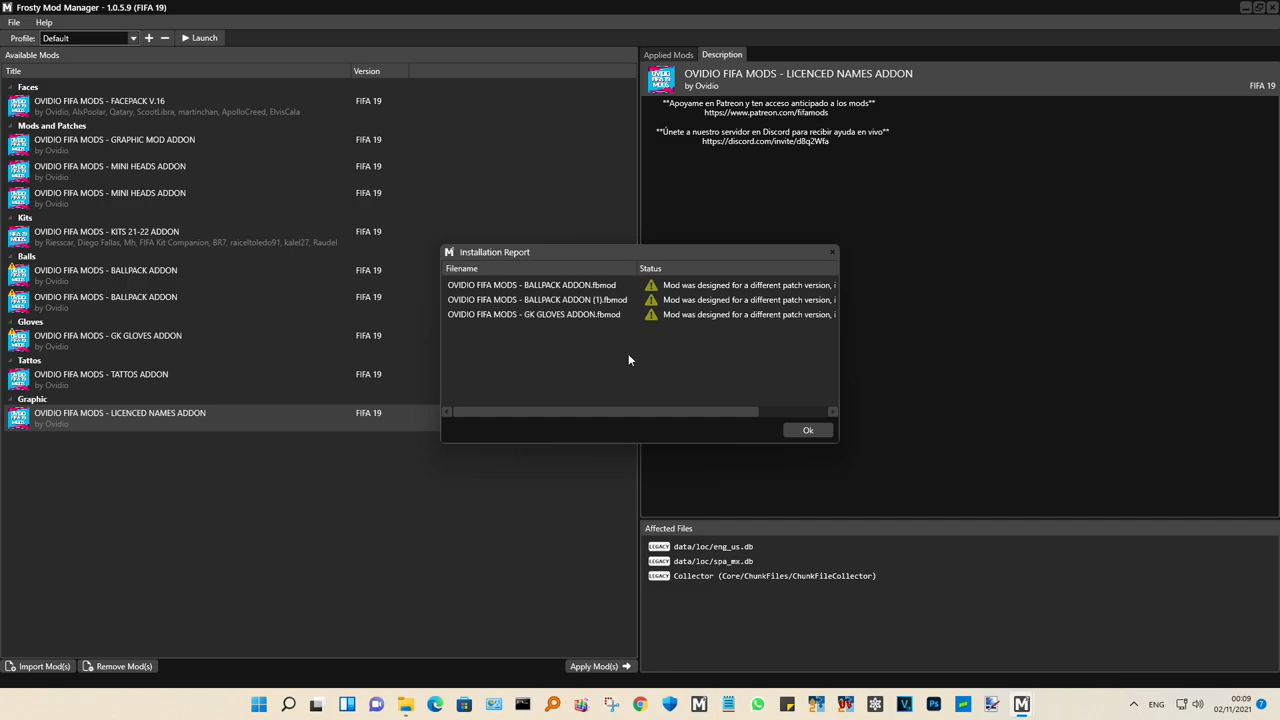 Frosty Mod Manager - 1.0.5.9 (FIFA 19)
File Help
Profile: Default Launch
Available Mods
Title Version
Faces
OVIDIO FIFA MODS - FACEPACK V.16 FIFA 19
by Ovidio, AlxPoolar, Qatary, ScootLibra, martinchan, ApolloCreed, ElvisCala
Mods and Patches
OVIDIO FIFA MODS - GRAPHIC MOD ADDON FIFA 19
by Ovidio
OVIDIO FIFA MODS - MINI HEADS ADDON FIFA 19
by Ovidio
OVIDIO FIFA MODS - MINI HEADS ADDON FIFA 19
by Ovidio
Kits
OVIDIO FIFA MODS - KITS 21-22 ADDON FIFA 19
by Riesscar, Diego Fallas, Mh, FIFA Kit Companion, BR7, raiceltoledo91, kalel27, Raudel
Balls
OVIDIO FIFA MODS - BALLPACK ADDON FIFA 19
by Ovidio
OVIDIO FIFA MODS - BALLPACK ADDON FIFA 19
by Ovidio
Gloves
OVIDIO FIFA MODS - GK GLOVES ADDON FIFA 19
by Ovidio
Tattos
OVIDIO FIFA MODS - TATTOS ADDON FIFA 19
by Ovidio
Graphic
OVIDIO FIFA MODS - LICENCED NAMES ADDON FIFA 19
by Ovidio
Import Mod(s) Remove Mod(s) Apply Mod(s)
Installation Report
Filename Status
OVIDIO FIFA MODS - BALLPACK ADDON.fbmod Mod was designed for a different patch version, i
OVIDIO FIFA MODS - BALLPACK ADDON (1).fbmod Mod was designed for a different patch version, i
OVIDIO FIFA MODS - GK GLOVES ADDON.fbmod Mod was designed for a different patch version, i
Ok
Applied Mods Description
OVIDIO FIFA MODS - LICENCED NAMES ADDON
by Ovidio FIFA 19
**Apoyame en Patreon y ten acceso anticipado a los mods**
https://www.patreon.com/fifamods
**Únete a nuestro servidor en Discord para recibir ayuda en vivo**
https://discord.com/invite/d8q2Wfa
Affected Files
LEGACY data/loc/eng_us.db
LEGACY data/loc/spa_mx.db
LEGACY Collector (Core/ChunkFiles/ChunkFileCollector)
ENG 00:09
02/11/2021